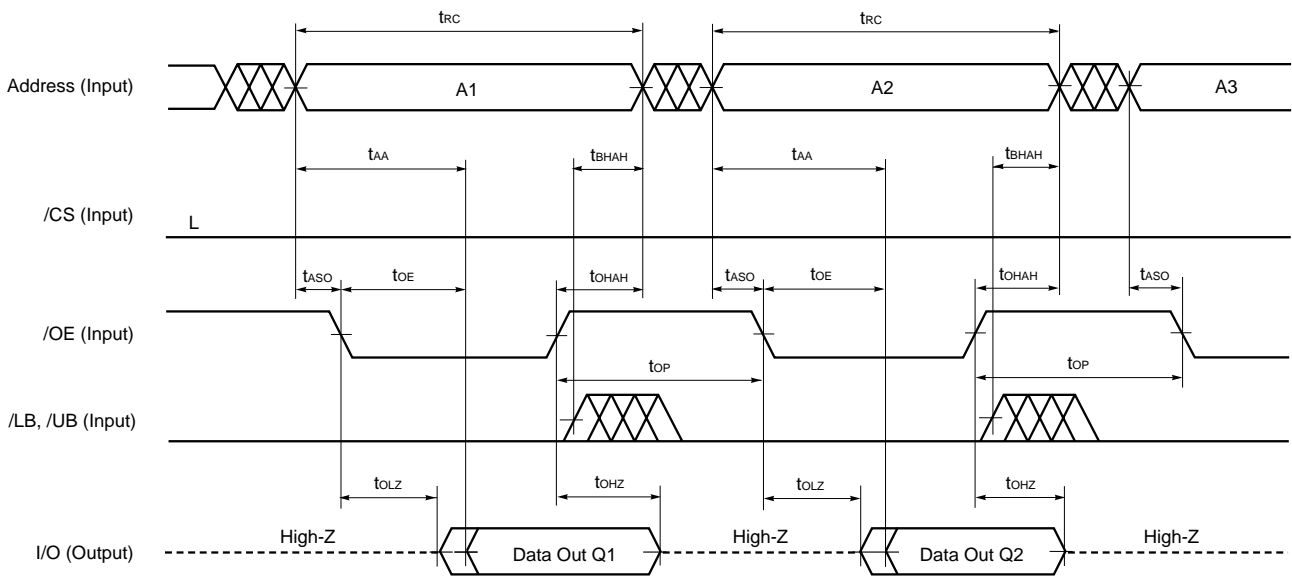 tRC tRC
Address (Input) A1 A2 A3
tAA tBHAH tAA tBHAH
/CS (Input) L
tASO tOE tOHAH tASO tOE tOHAH tASO
/OE (Input)
tOP tOP
/LB, /UB (Input)
tOLZ tOHZ tOLZ tOHZ
I/O (Output) High-Z Data Out Q1 High-Z Data Out Q2 High-Z